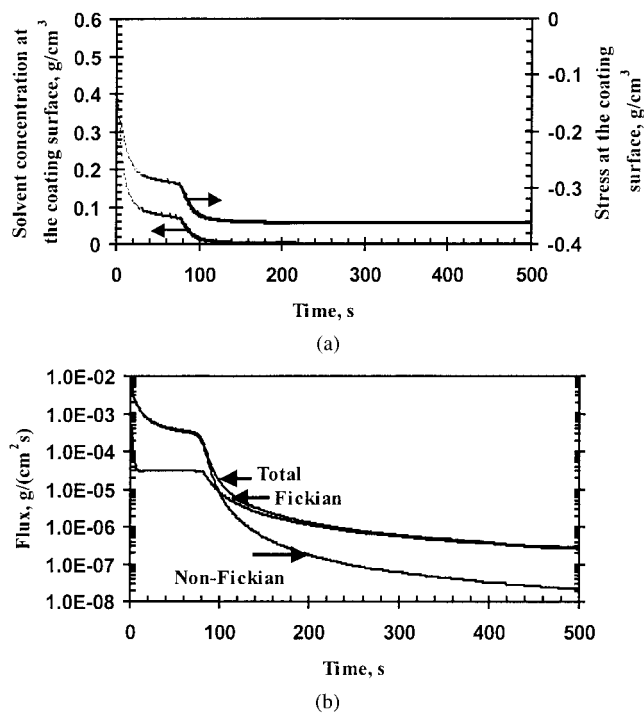 0.6
0.5
0.4
0.3
0.2
0.1
0
0
-0.1
-0.2
-0.3
-0.4
Solvent concentration at
the coating surface, g/cm³
Stress at the coating
surface, g/cm³
0 100 200 300 400 500
Time, s
(a)
1.0E-02
1.0E-03
1.0E-04
1.0E-05
1.0E-06
1.0E-07
1.0E-08
Flux, g/(cm²s)
Total
Fickian
Non-Fickian
0 100 200 300 400 500
Time, s
(b)